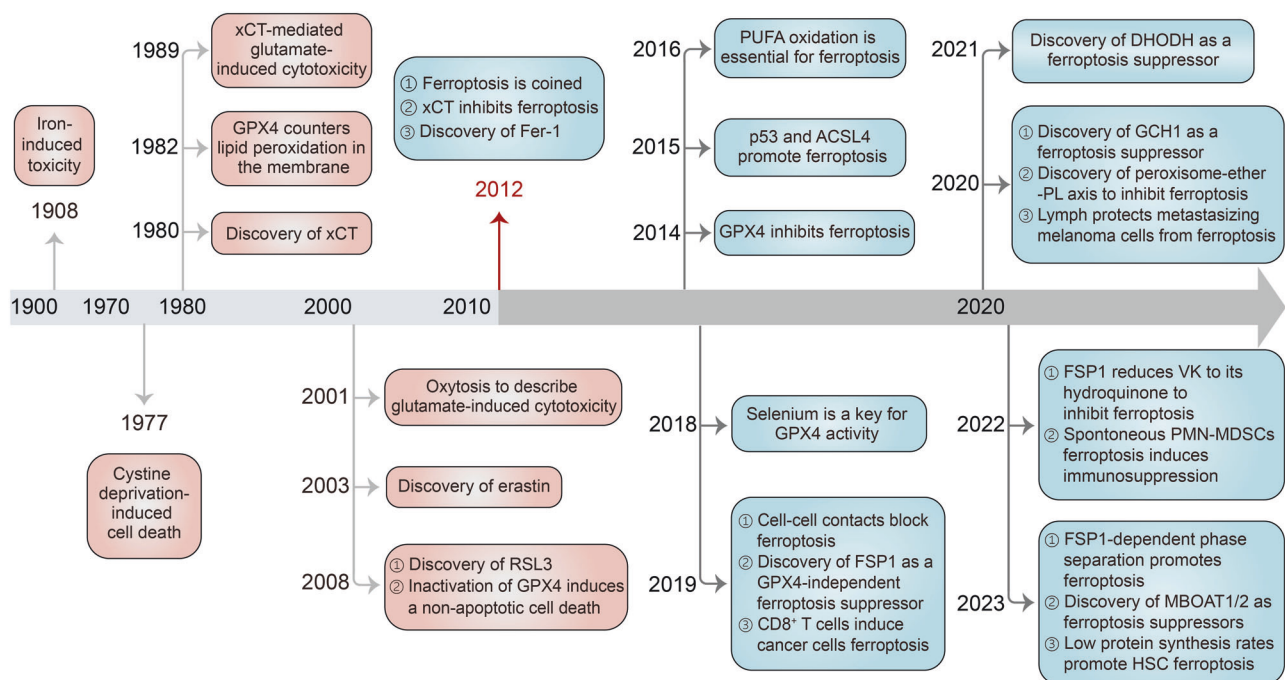 1989
xCT-mediated
glutamate-
induced cytotoxicity
1982
GPX4 counters
lipid peroxidation in
the membrane
1980
Discovery of xCT
Iron-
induced
toxicity
1908
① Ferroptosis is coined
② xCT inhibits ferroptosis
③ Discovery of Fer-1
2012
2016
PUFA oxidation is
essential for ferroptosis
2015
p53 and ACSL4
promote ferroptosis
2014
GPX4 inhibits ferroptosis
2021
Discovery of DHODH as a
ferroptosis suppressor
2020
① Discovery of GCH1 as a
ferroptosis suppressor
② Discovery of peroxisome-ether
-PL axis to inhibit ferroptosis
③ Lymph protects metastasizing
melanoma cells from ferroptosis
1900 1970 1980 2000 2010 2020
1977
Cystine
deprivation-
induced
cell death
2001
Oxytosis to describe
glutamate-induced cytotoxicity
2003
Discovery of erastin
2008
① Discovery of RSL3
② Inactivation of GPX4 induces
a non-apoptotic cell death
2018
Selenium is a key for
GPX4 activity
2019
① Cell-cell contacts block
ferroptosis
② Discovery of FSP1 as a
GPX4-independent
ferroptosis suppressor
③ CD8⁺ T cells induce
cancer cells ferroptosis
2022
① FSP1 reduces VK to its
hydroquinone to
inhibit ferroptosis
② Spontoneous PMN-MDSCs
ferroptosis induces
immunosuppression
2023
① FSP1-dependent phase
separation promotes
ferroptosis
② Discovery of MBOAT1/2 as
ferroptosis suppressors
③ Low protein synthesis rates
promote HSC ferroptosis